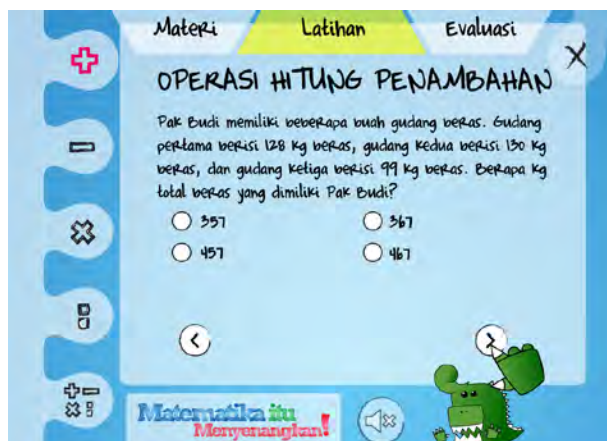 Materi
Latihan
Evaluasi
X
OPERASI HITUNG PENAMBAHAN
Pak Budi memiliki beberapa buah gudang beras. Gudang
pertama berisi 128 kg beras, gudang kedua berisi 130 kg
beras, dan gudang ketiga berisi 99 kg beras. Berapa kg
total beras yang dimiliki Pak Budi?
357
367
457
467
Matematika itu
Menyenangkan!